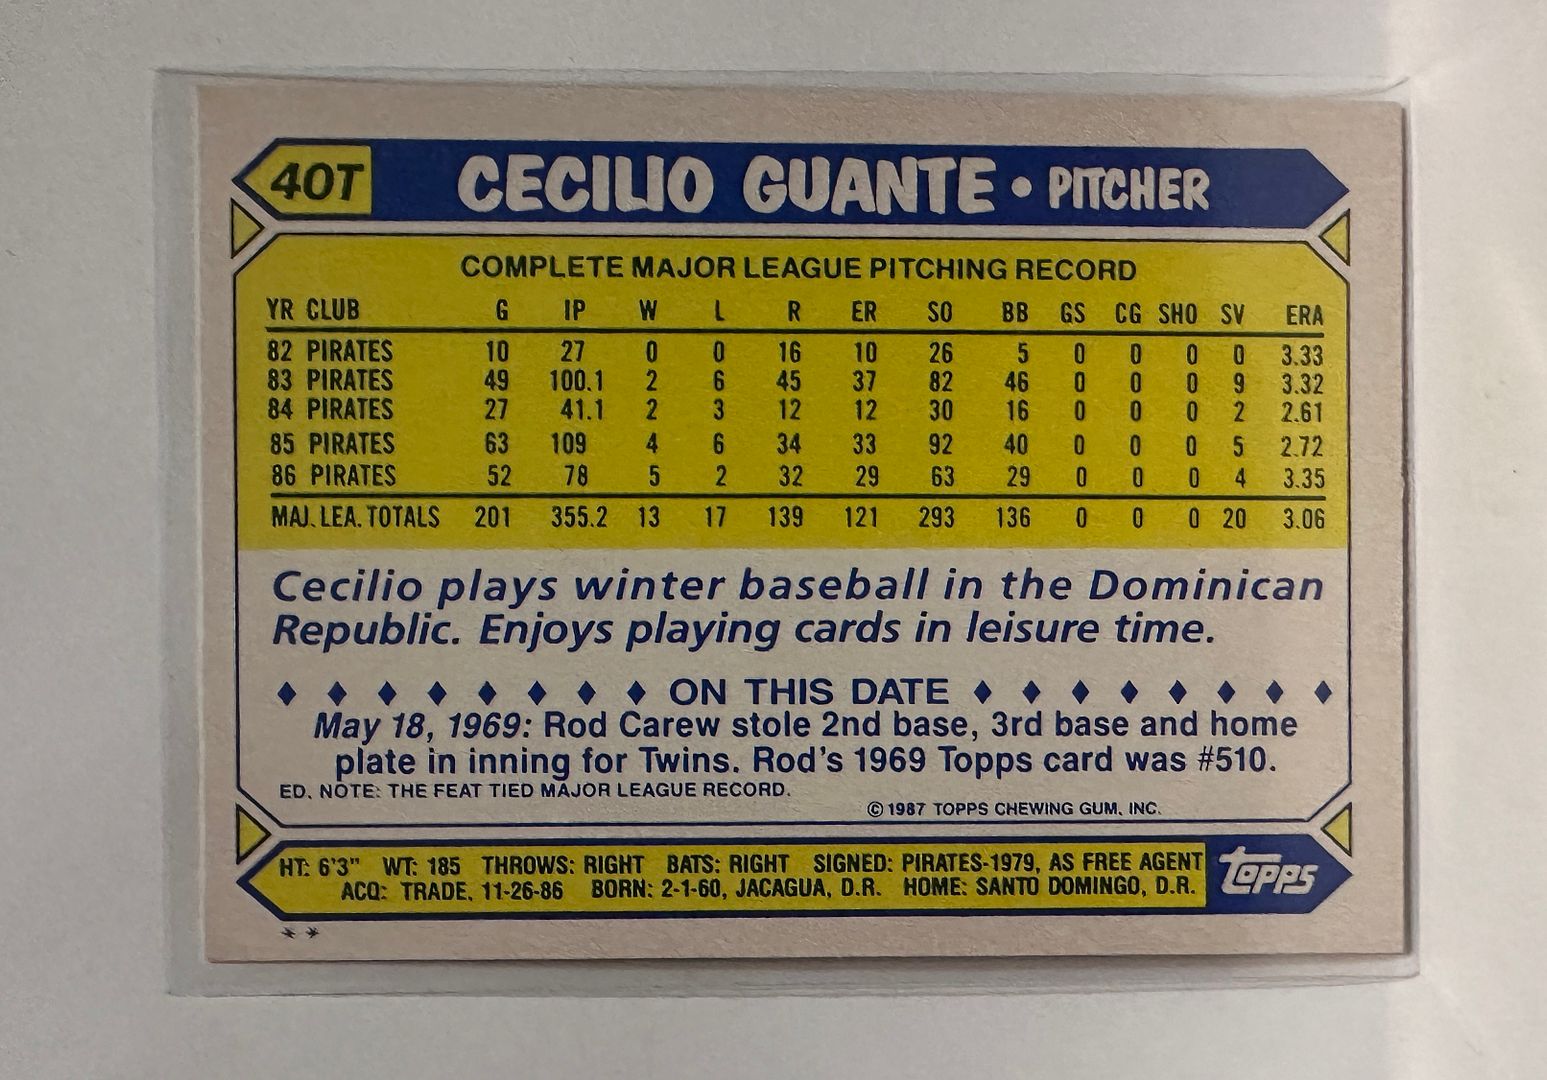 40T CECILIO GUANTE • PITCHER
COMPLETE MAJOR LEAGUE PITCHING RECORD
YR CLUB G IP W L R ER SO BB GS CG SHO SV ERA
82 PIRATES 10 27 0 0 16 10 26 5 0 0 0 0 3.33
83 PIRATES 49 100.1 2 6 45 37 82 46 0 0 0 9 3.32
84 PIRATES 27 41.1 2 3 12 12 30 16 0 0 0 2 2.61
85 PIRATES 63 109 4 6 34 33 92 40 0 0 0 5 2.72
86 PIRATES 52 78 5 2 32 29 63 29 0 0 0 4 3.35
MAJ. LEA. TOTALS 201 355.2 13 17 139 121 293 136 0 0 0 20 3.06
Cecilio plays winter baseball in the Dominican
Republic. Enjoys playing cards in leisure time.
ON THIS DATE
May 18, 1969: Rod Carew stole 2nd base, 3rd base and home
plate in inning for Twins. Rod's 1969 Topps card was #510.
ED. NOTE: THE FEAT TIED MAJOR LEAGUE RECORD.
© 1987 TOPPS CHEWING GUM, INC.
HT: 6'3" WT: 185 THROWS: RIGHT BATS: RIGHT SIGNED: PIRATES-1979, AS FREE AGENT
ACQ: TRADE, 11-26-86 BORN: 2-1-60, JACAGUA, D.R. HOME: SANTO DOMINGO, D.R.
topps
**